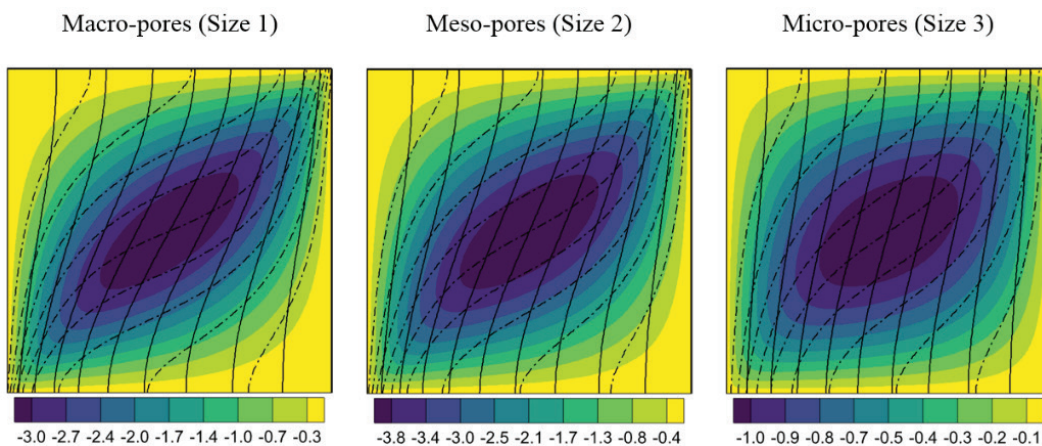 Macro-pores (Size 1)
Meso-pores (Size 2)
Micro-pores (Size 3)
-3.0 -2.7 -2.4 -2.0 -1.7 -1.4 -1.0 -0.7 -0.3
-3.8 -3.4 -3.0 -2.5 -2.1 -1.7 -1.3 -0.8 -0.4
-1.0 -0.9 -0.8 -0.7 -0.6 -0.5 -0.4 -0.3 -0.2 -0.1